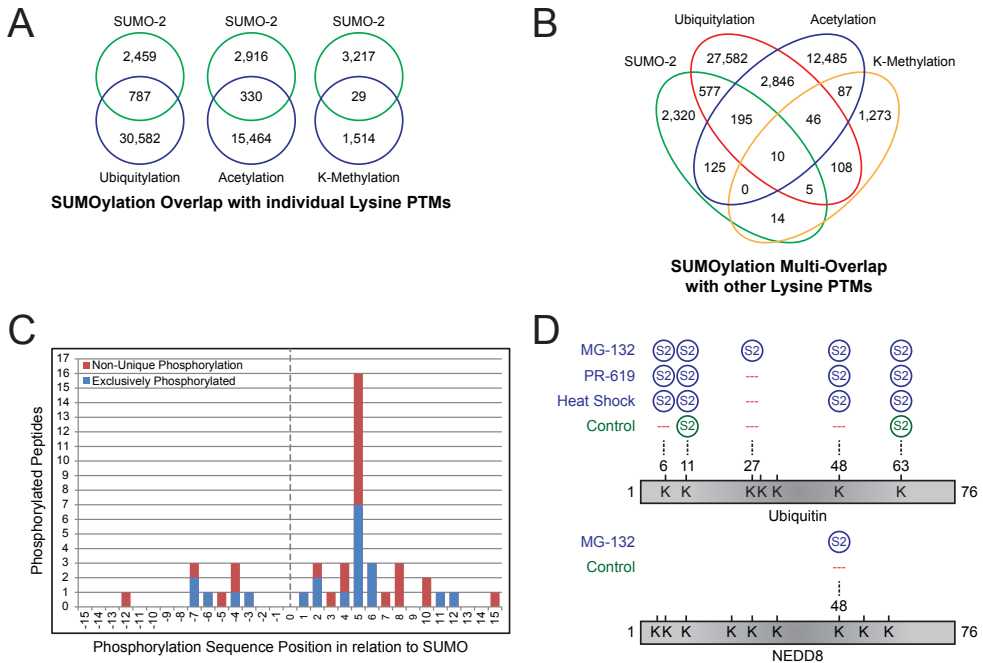 A
SUMO-2 SUMO-2 SUMO-2
2,459 2,916 3,217
787 330 29
30,582 15,464 1,514
Ubiquitylation Acetylation K-Methylation
SUMOylation Overlap with individual Lysine PTMs
B
Ubiquitylation Acetylation
SUMO-2 K-Methylation
27,582 12,485
2,846
577 87
2,320 195 46 1,273
10
125 108
0 5
14
SUMOylation Multi-Overlap
with other Lysine PTMs
C
Phosphorylated Peptides
Non-Unique Phosphorylation
Exclusively Phosphorylated
17
16
15
14
13
12
11
10
9
8
7
6
5
4
3
2
1
0
-15 -14 -13 -12 -11 -10 -9 -8 -7 -6 -5 -4 -3 -2 -1 0 1 2 3 4 5 6 7 8 9 10 11 12 13 14 15
Phosphorylation Sequence Position in relation to SUMO
D
MG-132 S2 S2 S2 S2 S2
PR-619 S2 S2 --- S2 S2
Heat Shock S2 S2 --- S2 S2
Control --- S2 --- --- S2
6 11 27 48 63
1 K K K K K K K 76
Ubiquitin
MG-132 S2
Control ---
48
1 K K K K K K K K K 76
NEDD8